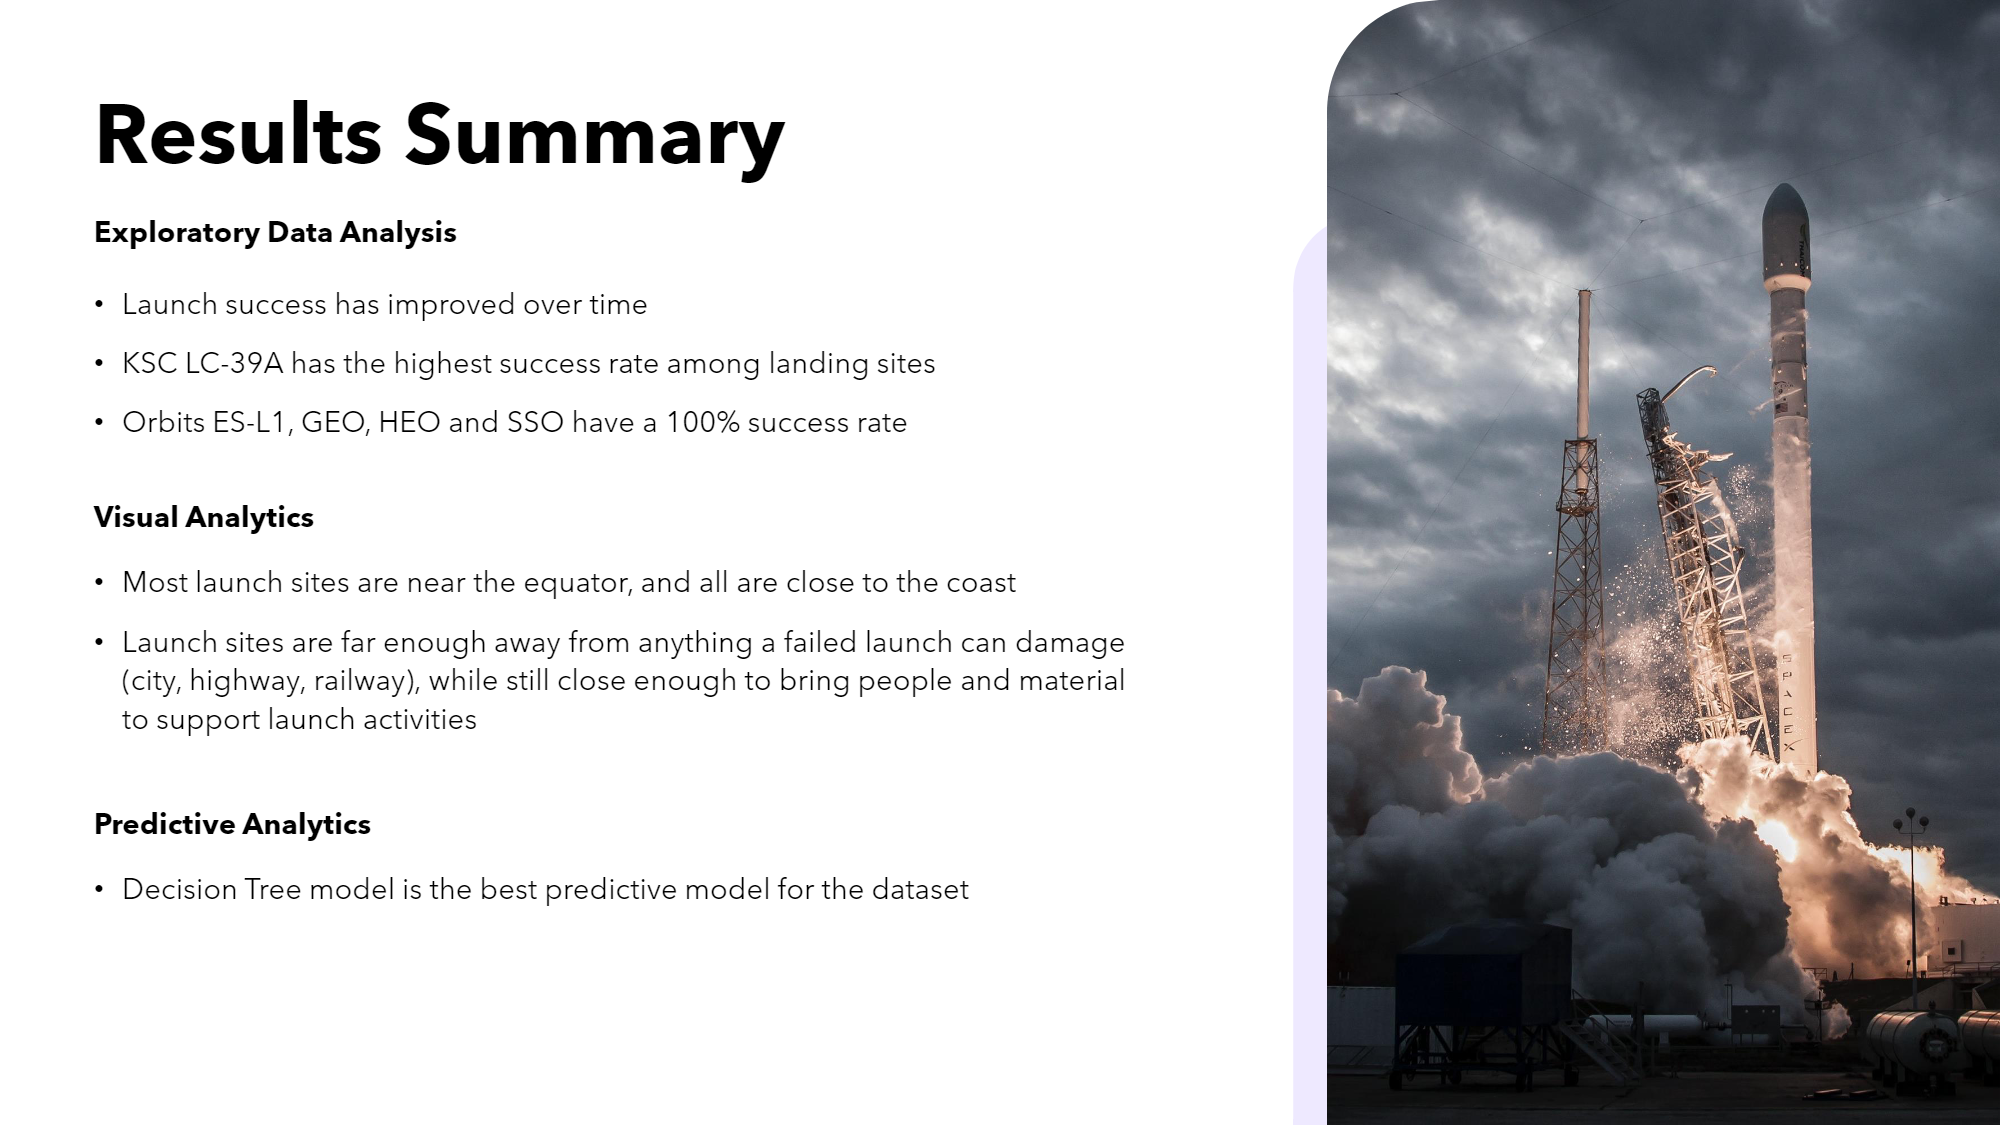 Results Summary
Exploratory Data Analysis
• Launch success has improved over time
• KSC LC-39A has the highest success rate among landing sites
• Orbits ES-L1, GEO, HEO and SSO have a 100% success rate
Visual Analytics
• Most launch sites are near the equator, and all are close to the coast
• Launch sites are far enough away from anything a failed launch can damage
(city, highway, railway), while still close enough to bring people and material
to support launch activities
Predictive Analytics
• Decision Tree model is the best predictive model for the dataset
SPACEX